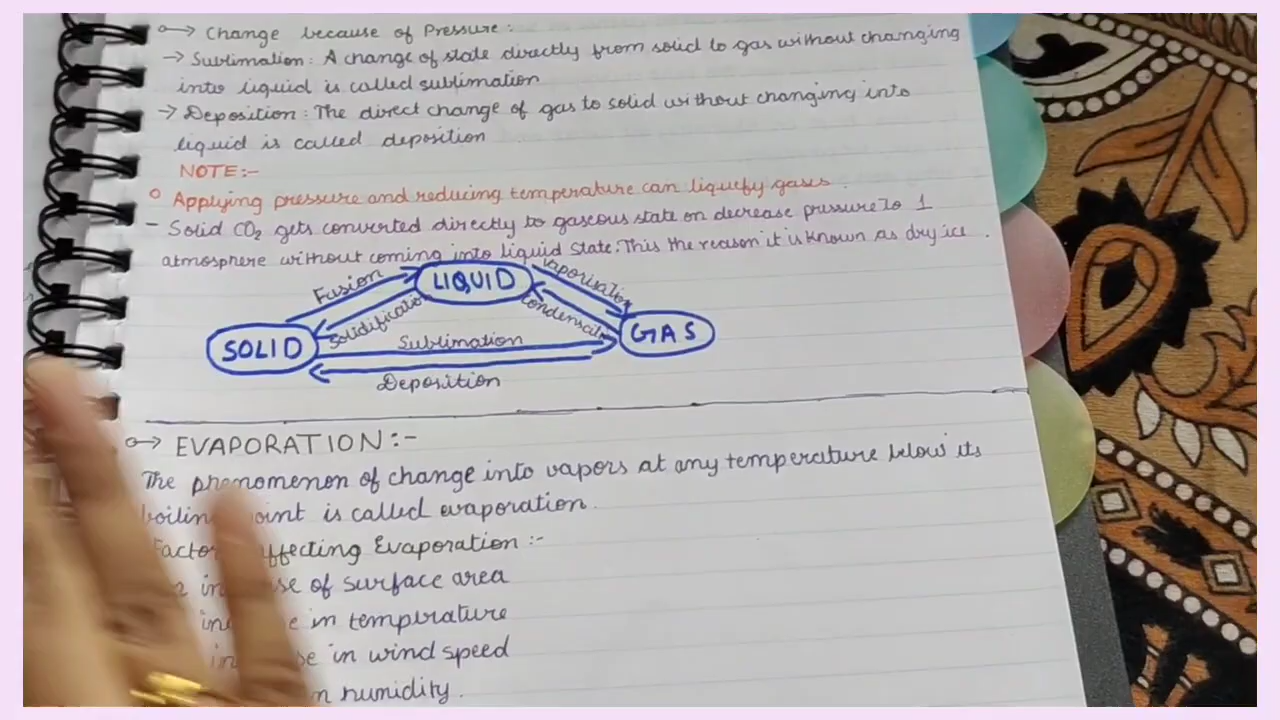 Change because of Pressure:
→ Sublimation: A change of state directly from solid to gas without changing
into liquid is called sublimation
→ Deposition: The direct change of gas to solid without changing into
liquid is called deposition
NOTE:-
Applying pressure and reducing temperature can liquefy gases.
- Solid CO₂ gets converted directly to gaseous state on decrease pressure to 1
atmosphere without coming into liquid state. This the reason it is known as dry ice.
Fusion
LIQUID
vaporisation
Solidification
SOLID
Sublimation
GAS
Deposition
EVAPORATION:-
The phenomenon of change into vapors at any temperature below its
is called evaporation.
Evaporation:-
of surface area
in temperature
in wind speed
humidity.